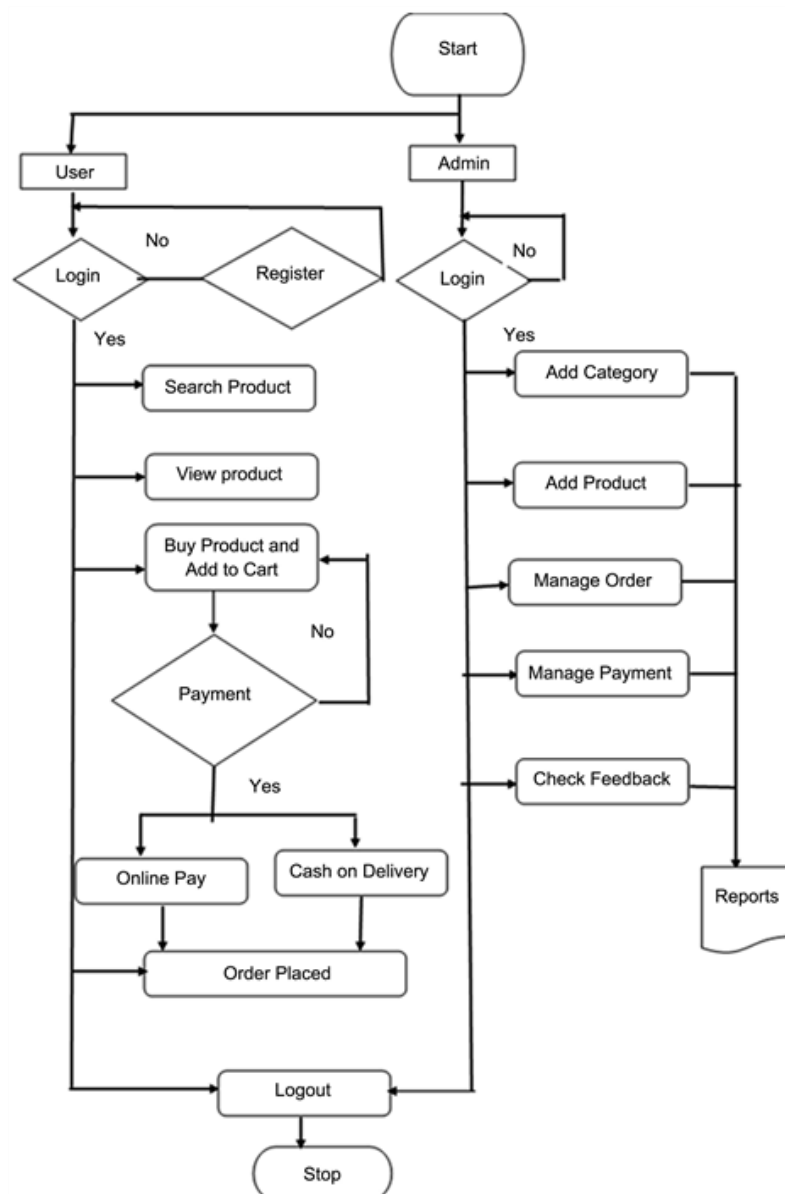 Start
User
Admin
No
Login
Register
No
Login
Yes
Yes
Search Product
Add Category
View product
Add Product
Buy Product and
Add to Cart
Manage Order
No
Payment
Manage Payment
Yes
Check Feedback
Online Pay
Cash on Delivery
Reports
Order Placed
Logout
Stop